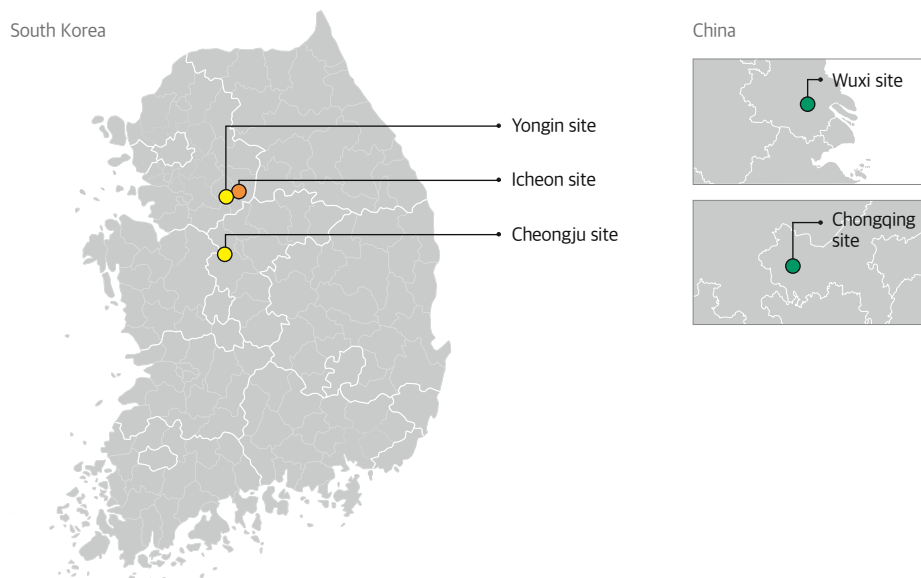 South Korea
Yongin site
Icheon site
Cheongju site
China
Wuxi site
Chongqing
site